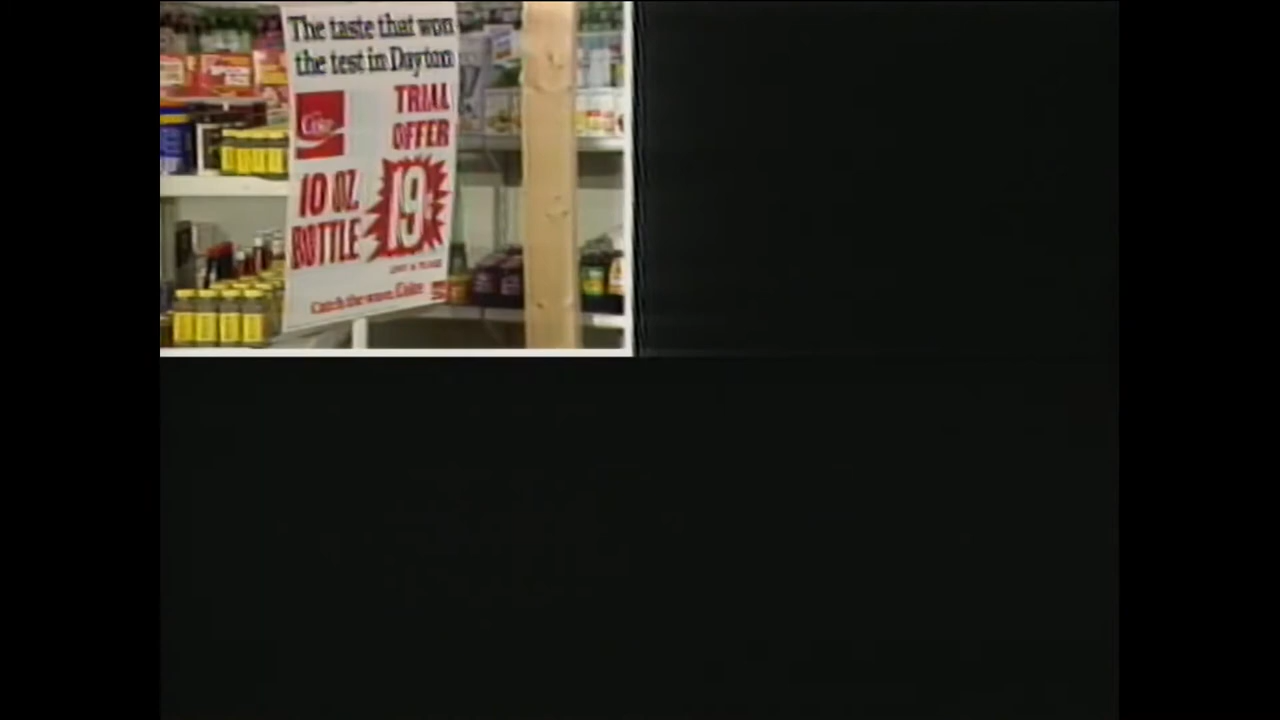 The taste that won
the test in Dayton
Coke
TRIAL
OFFER
10 OZ.
BOTTLE
19
Catch the wave. Coke